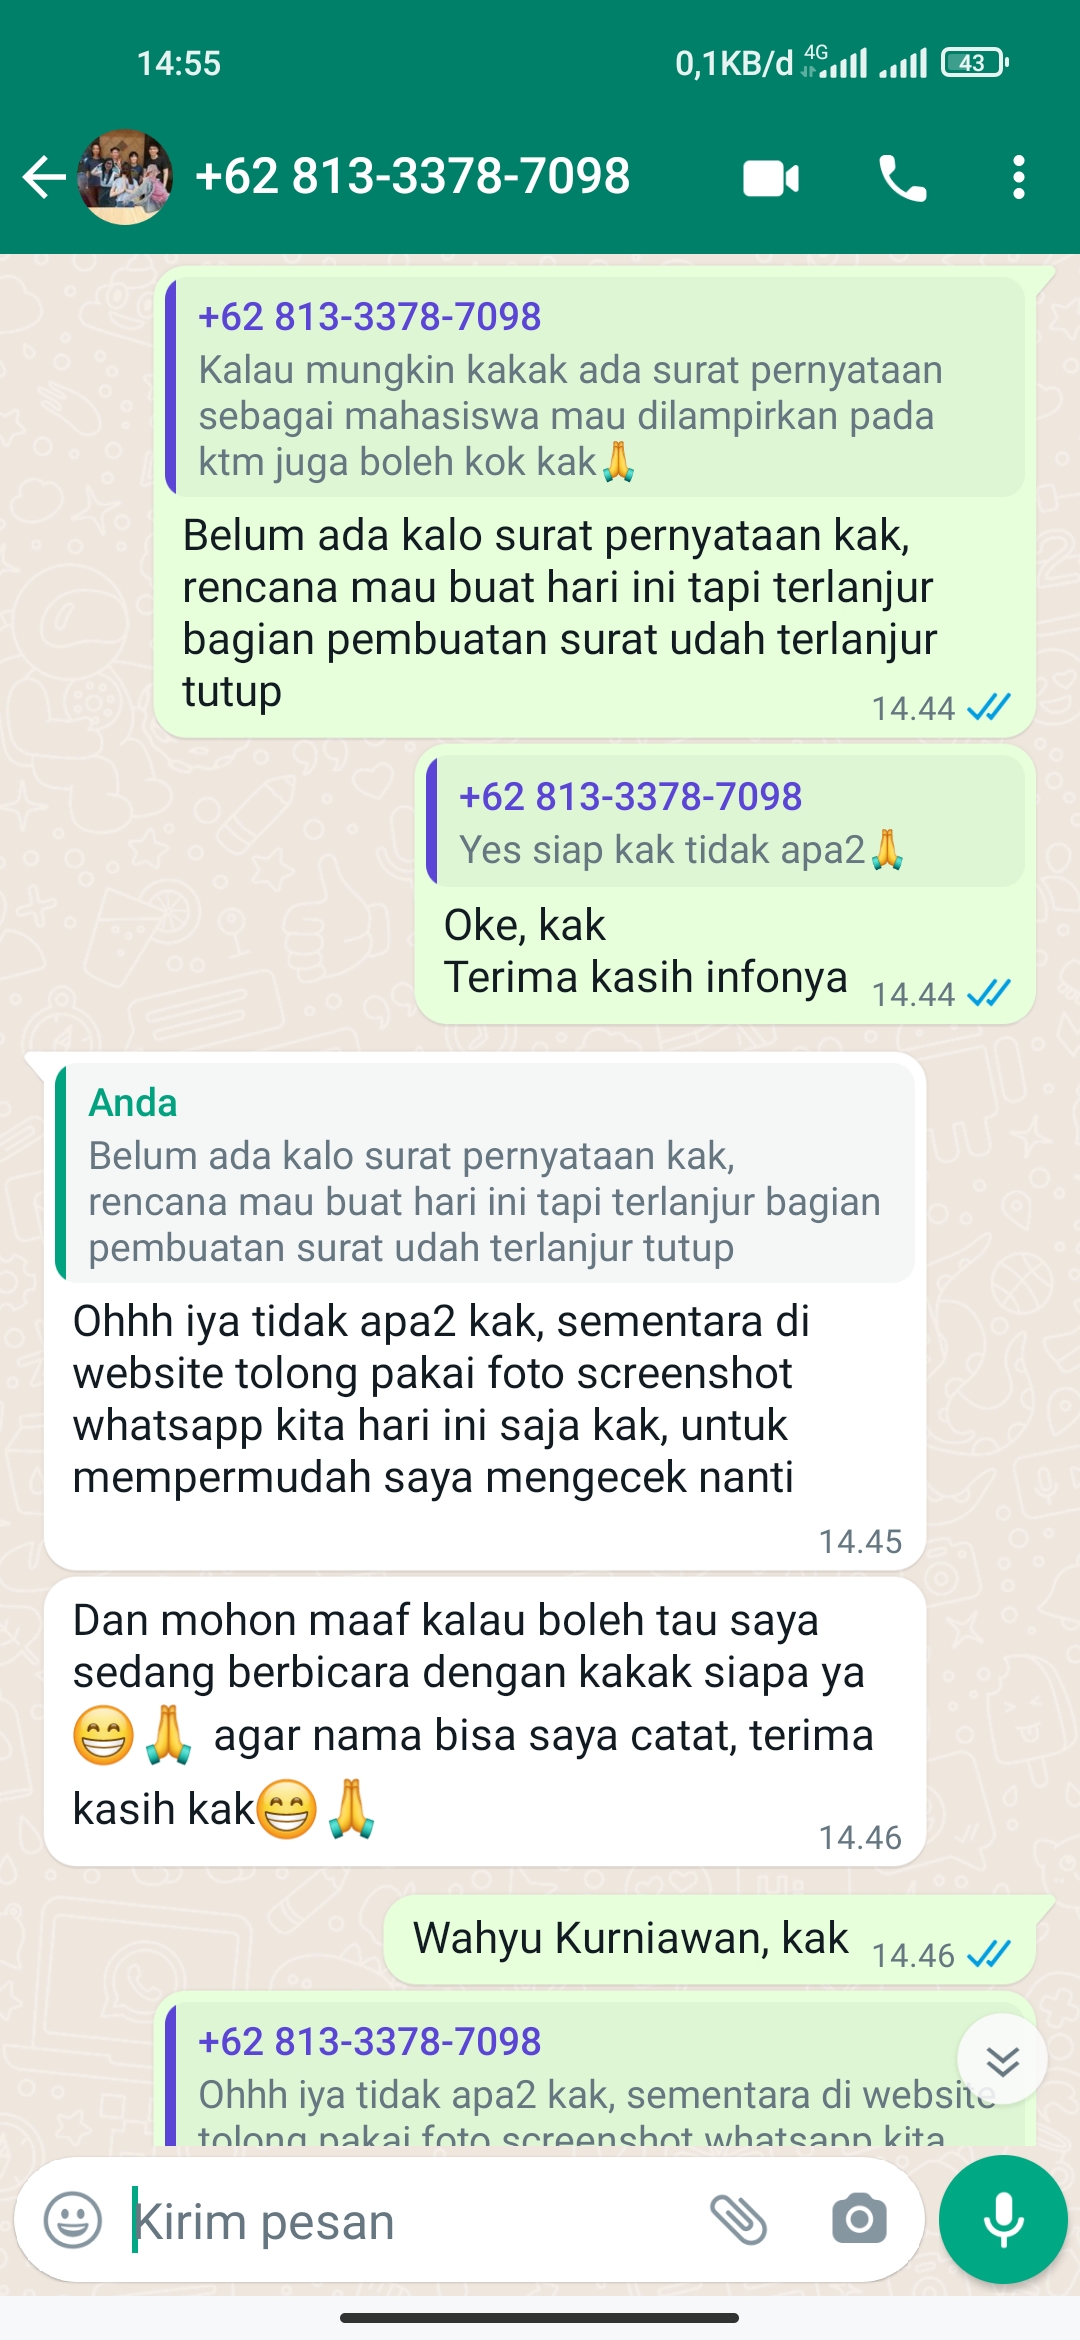 14:55
0,1KB/d 4G 43
+62 813-3378-7098
+62 813-3378-7098
Kalau mungkin kakak ada surat pernyataan
sebagai mahasiswa mau dilampirkan pada
ktm juga boleh kok kak🙏
Belum ada kalo surat pernyataan kak,
rencana mau buat hari ini tapi terlanjur
bagian pembuatan surat udah terlanjur
tutup
14.44
+62 813-3378-7098
Yes siap kak tidak apa2🙏
Oke, kak
Terima kasih infonya 14.44
Anda
Belum ada kalo surat pernyataan kak,
rencana mau buat hari ini tapi terlanjur bagian
pembuatan surat udah terlanjur tutup
Ohhh iya tidak apa2 kak, sementara di
website tolong pakai foto screenshot
whatsapp kita hari ini saja kak, untuk
mempermudah saya mengecek nanti
14.45
Dan mohon maaf kalau boleh tau saya
sedang berbicara dengan kakak siapa ya
😁🙏 agar nama bisa saya catat, terima
kasih kak😁🙏
14.46
Wahyu Kurniawan, kak 14.46
+62 813-3378-7098
Ohhh iya tidak apa2 kak, sementara di website
tolong pakai foto screenshot whatsapp kita
Kirim pesan